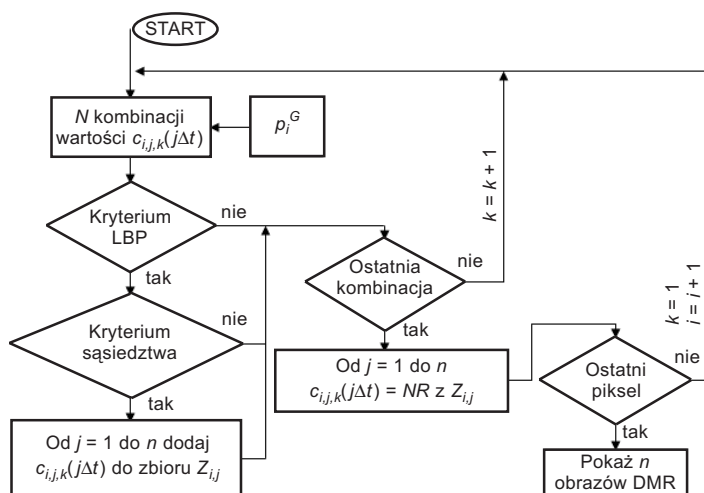 START
N kombinacji
wartości c_{i,j,k}(jΔt)
p_i^G
Kryterium
LBP
nie
tak
Kryterium
sąsiedztwa
nie
tak
Od j = 1 do n dodaj
c_{i,j,k}(jΔt) do zbioru Z_{i,j}
Ostatnia
kombinacja
nie
k = k + 1
tak
Od j = 1 do n
c_{i,j,k}(jΔt) = NR z Z_{i,j}
Ostatni
piksel
nie
k = 1
i = i + 1
tak
Pokaż n
obrazów DMR